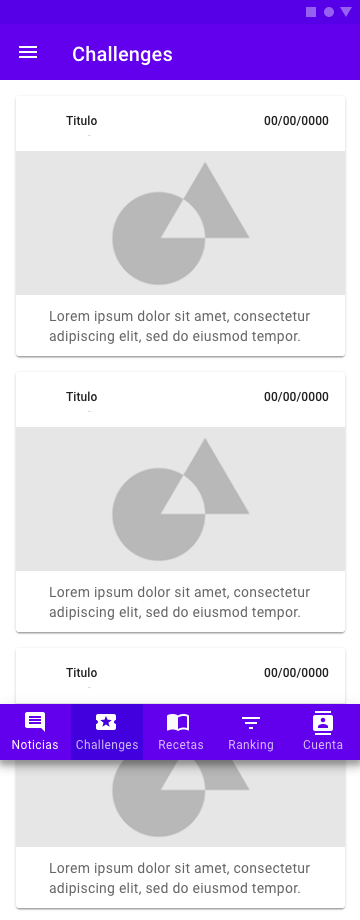 Challenges
Titulo 00/00/0000
Lorem ipsum dolor sit amet, consectetur
adipiscing elit, sed do eiusmod tempor.
Titulo 00/00/0000
Lorem ipsum dolor sit amet, consectetur
adipiscing elit, sed do eiusmod tempor.
Titulo 00/00/0000
Noticias Challenges Recetas Ranking Cuenta
Lorem ipsum dolor sit amet, consectetur
adipiscing elit, sed do eiusmod tempor.